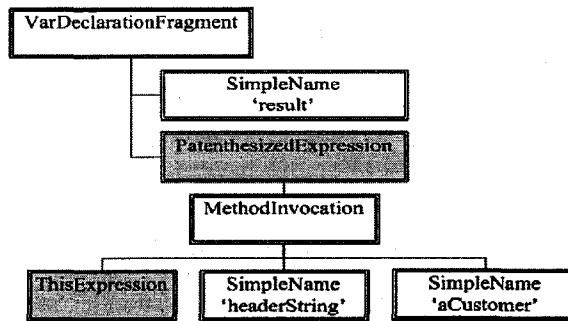 VarDeclarationFragment
SimpleName
‘result’
PatenthesizedExpression
MethodInvocation
ThisExpression
SimpleName
‘headerString’
SimpleName
‘aCustomer’